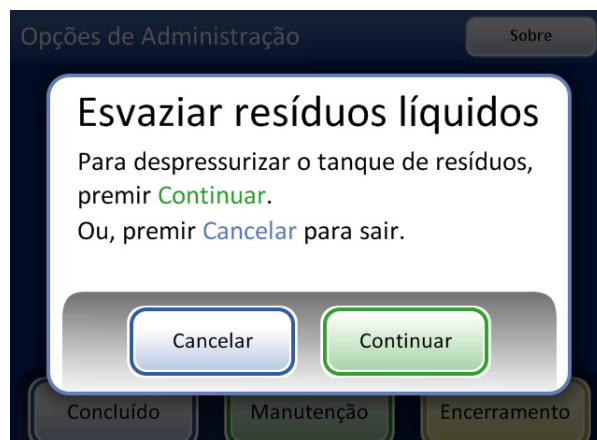 Opções de Administração
Sobre
Esvaziar resíduos líquidos
Para despressurizar o tanque de resíduos,
premir Continuar.
Ou, premir Cancelar para sair.
Cancelar
Continuar
Concluído
Manutenção
Encerramento